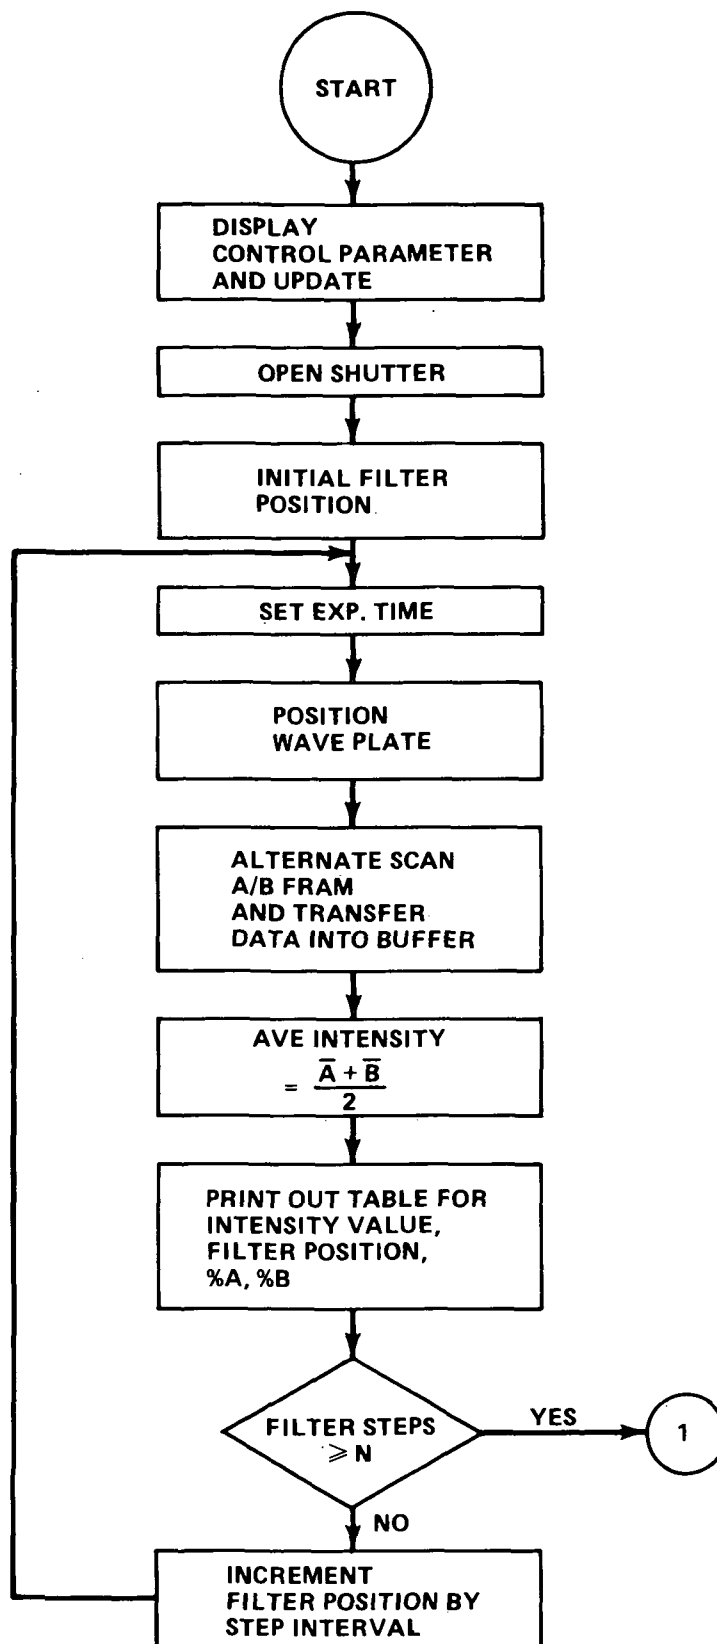 START
DISPLAY
CONTROL PARAMETER
AND UPDATE
OPEN SHUTTER
INITIAL FILTER
POSITION
SET EXP. TIME
POSITION
WAVE PLATE
ALTERNATE SCAN
A/B FRAM
AND TRANSFER
DATA INTO BUFFER
AVE INTENSITY
= A̅ + B̅
2
PRINT OUT TABLE FOR
INTENSITY VALUE,
FILTER POSITION,
%A, %B
FILTER STEPS
⩾ N
YES
1
NO
INCREMENT
FILTER POSITION BY
STEP INTERVAL